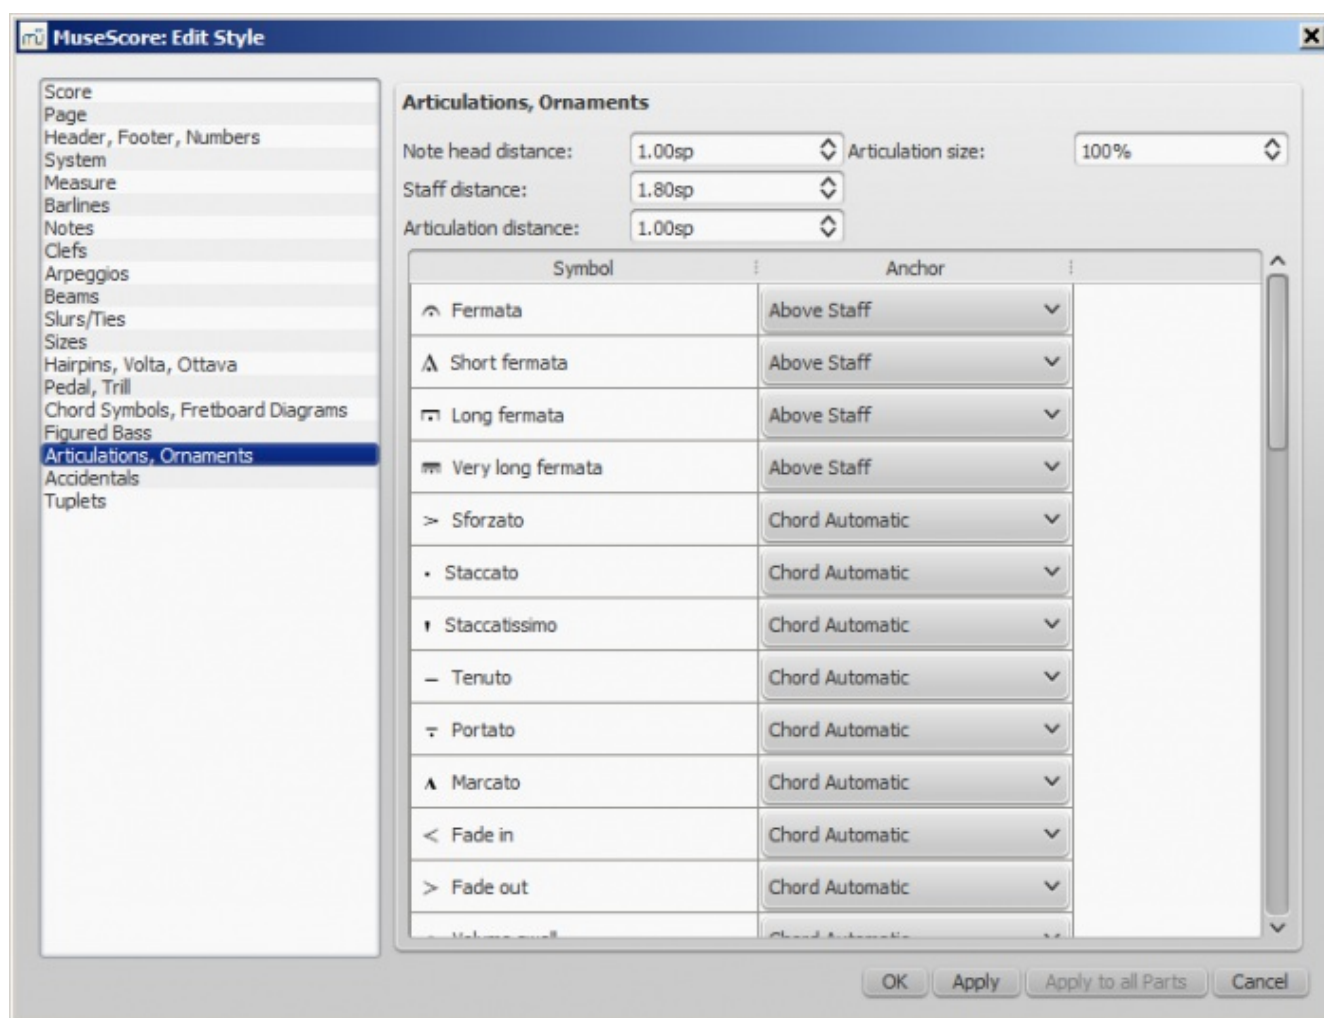 mü MuseScore: Edit Style
Score
Page
Header, Footer, Numbers
System
Measure
Barlines
Notes
Clefs
Arpeggios
Beams
Slurs/Ties
Sizes
Hairpins, Volta, Ottava
Pedal, Trill
Chord Symbols, Fretboard Diagrams
Figured Bass
Articulations, Ornaments
Accidentals
Tuplets
Articulations, Ornaments
Note head distance: 1.00sp Articulation size: 100%
Staff distance: 1.80sp
Articulation distance: 1.00sp
Symbol Anchor
Fermata Above Staff
Short fermata Above Staff
Long fermata Above Staff
Very long fermata Above Staff
Sforzato Chord Automatic
Staccato Chord Automatic
Staccatissimo Chord Automatic
Tenuto Chord Automatic
Portato Chord Automatic
Marcato Chord Automatic
Fade in Chord Automatic
Fade out Chord Automatic
OK Apply Apply to all Parts Cancel